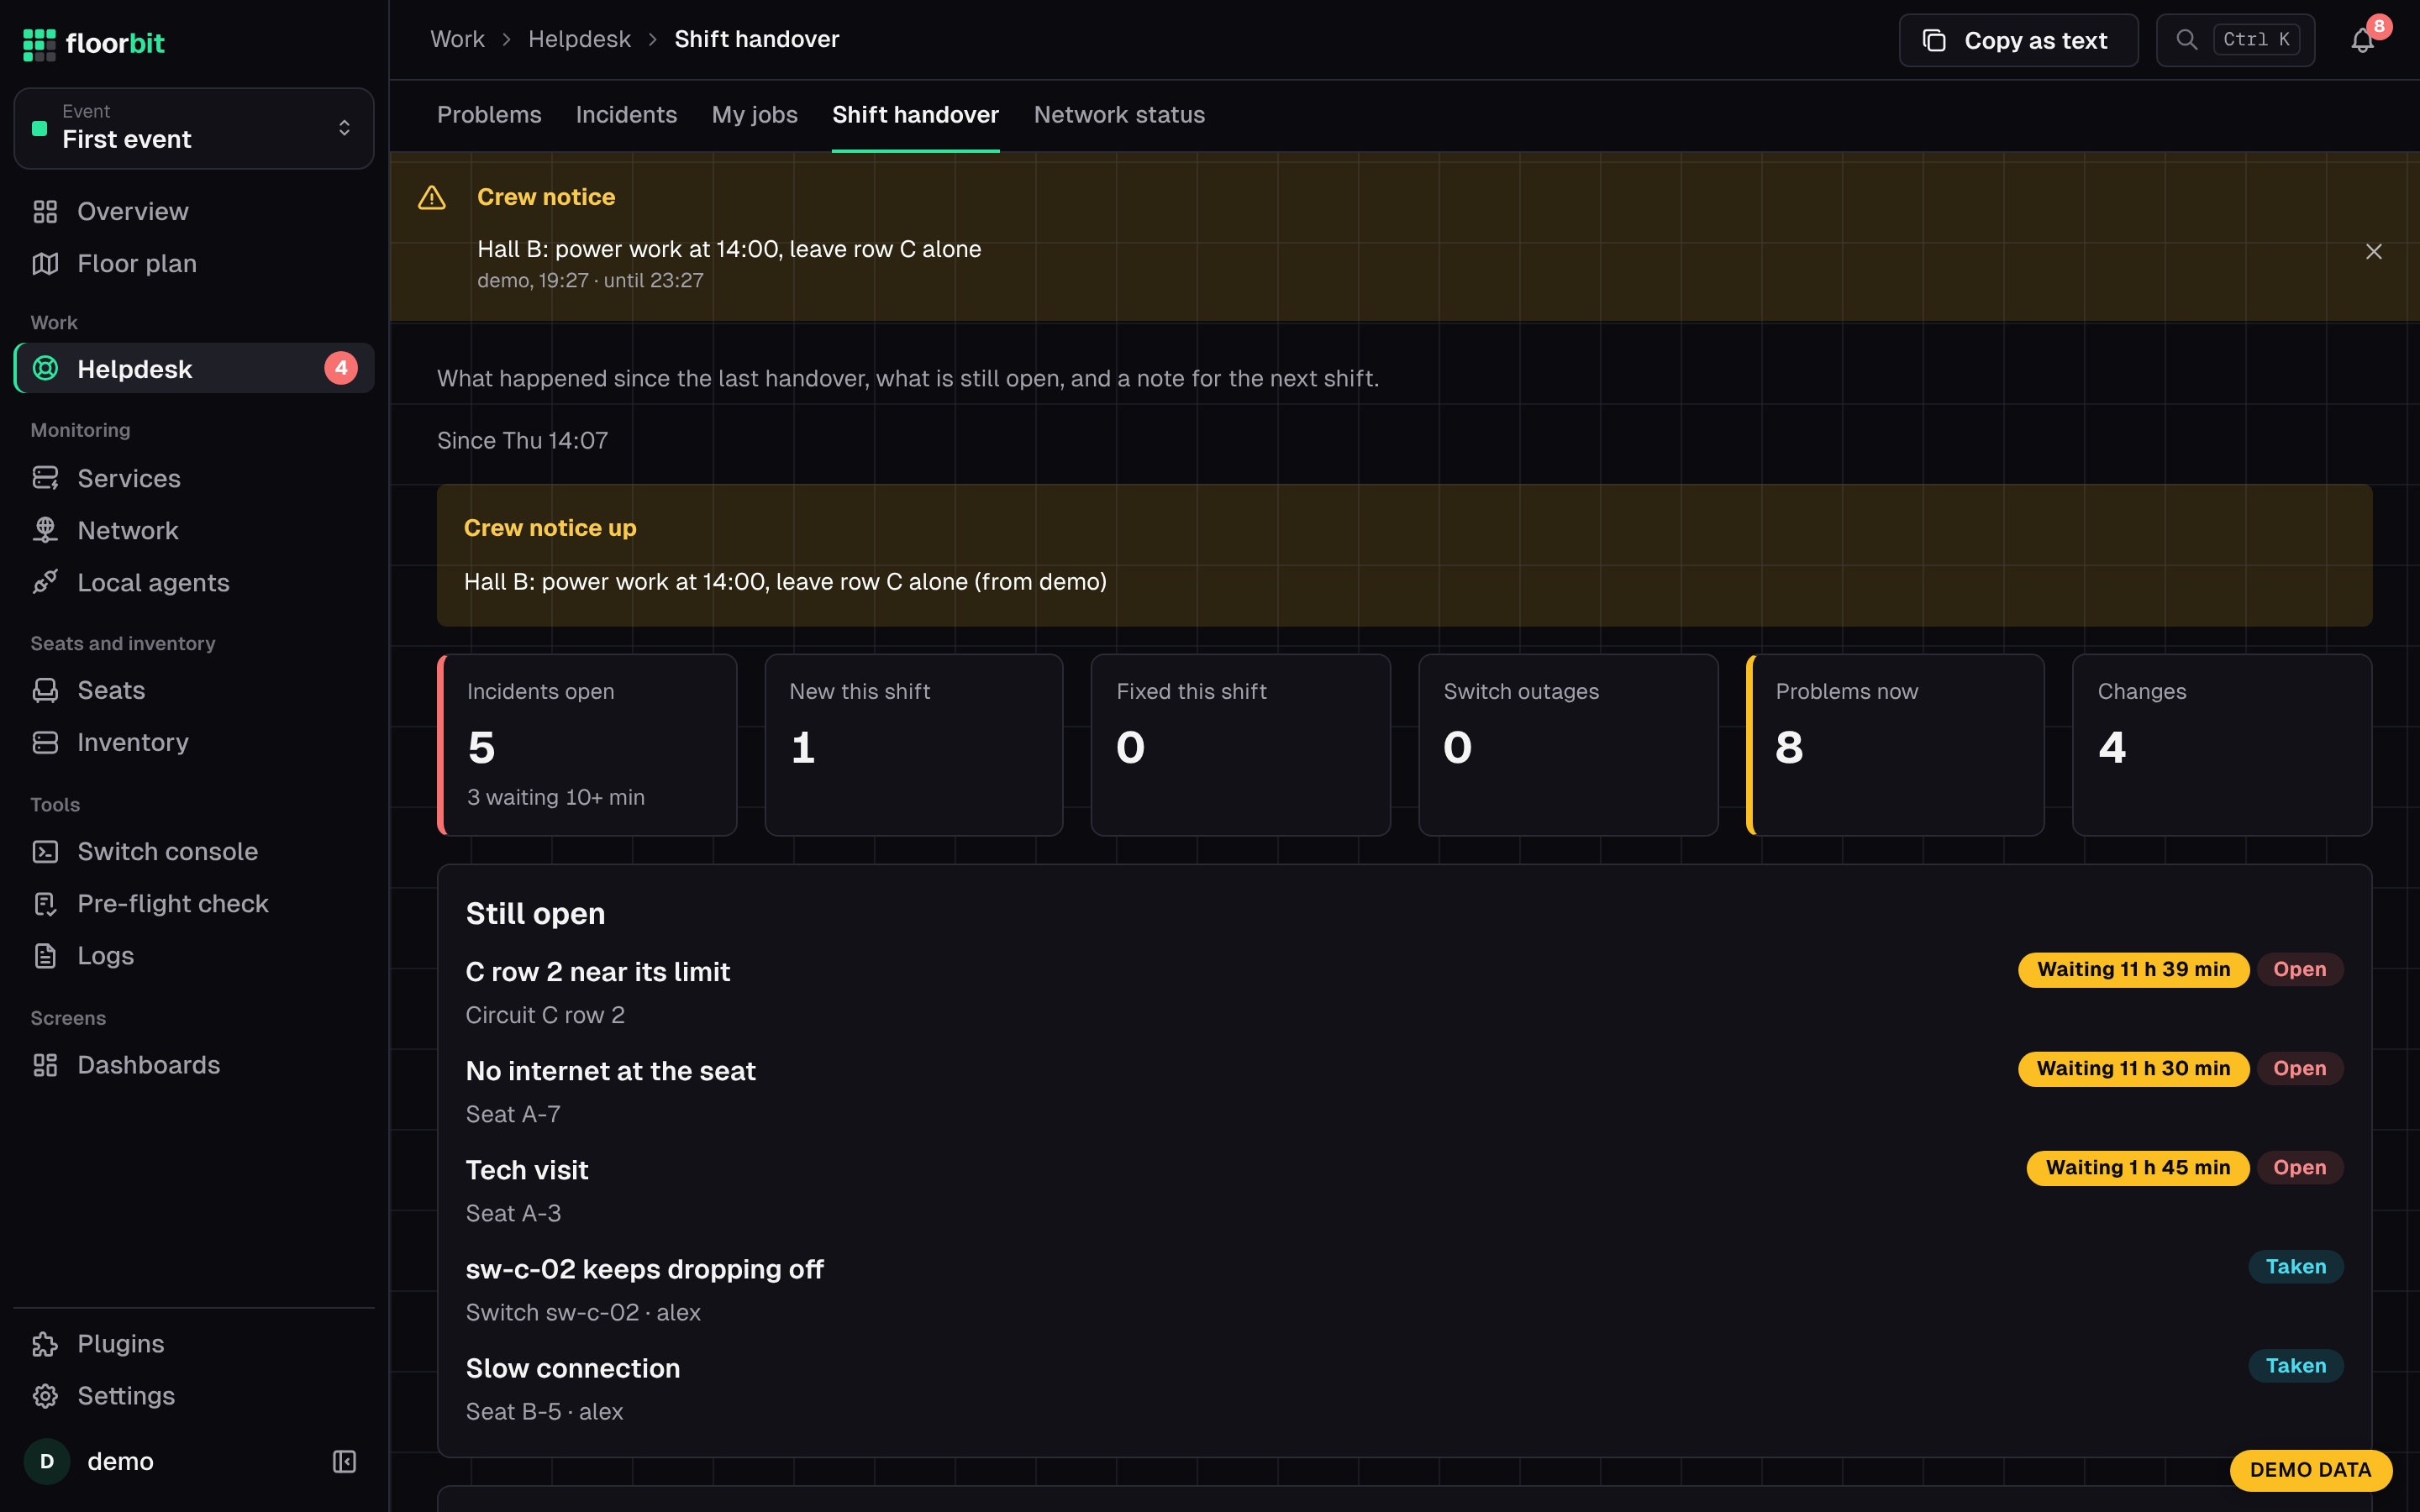 floorbit
Event
First event
Overview
Floor plan
Work
Helpdesk
4
Monitoring
Services
Network
Local agents
Seats and inventory
Seats
Inventory
Tools
Switch console
Pre-flight check
Logs
Screens
Dashboards
Plugins
Settings
D
demo
Work
Helpdesk
Shift handover
Copy as text
Ctrl K
8
Problems
Incidents
My jobs
Shift handover
Network status
Crew notice
Hall B: power work at 14:00, leave row C alone
demo, 19:27 · until 23:27
What happened since the last handover, what is still open, and a note for the next shift.
Since Thu 14:07
Crew notice up
Hall B: power work at 14:00, leave row C alone (from demo)
Incidents open
5
3 waiting 10+ min
New this shift
1
Fixed this shift
0
Switch outages
0
Problems now
8
Changes
4
Still open
C row 2 near its limit
Waiting 11 h 39 min
Open
Circuit C row 2
No internet at the seat
Waiting 11 h 30 min
Open
Seat A-7
Tech visit
Waiting 1 h 45 min
Open
Seat A-3
sw-c-02 keeps dropping off
Taken
Switch sw-c-02 · alex
Slow connection
Taken
Seat B-5 · alex
DEMO DATA